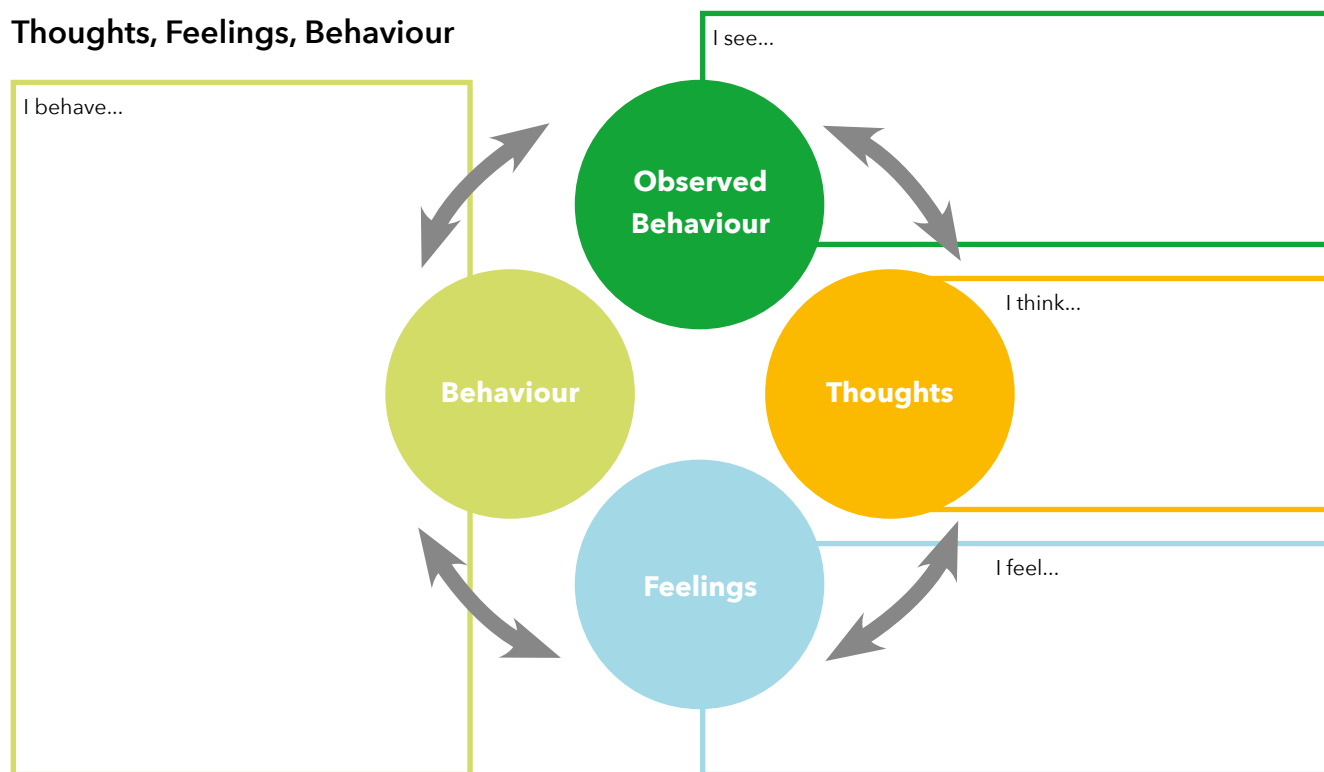 Thoughts, Feelings, Behaviour
I see...
I behave...
Observed
Behaviour
I think...
Behaviour
Thoughts
I feel...
Feelings